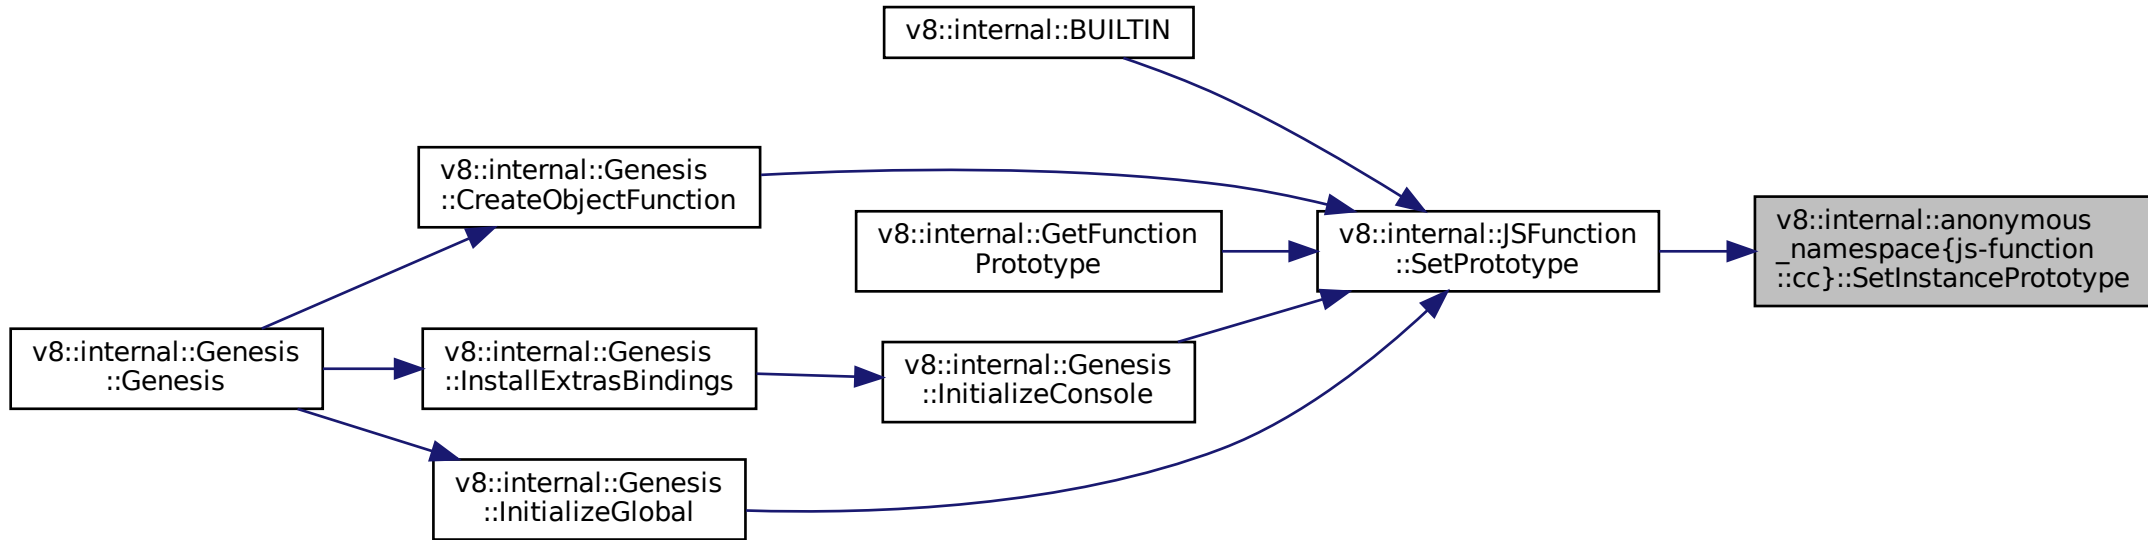 v8::internal::BUILTIN
v8::internal::Genesis
::CreateObjectFunction
v8::internal::GetFunction
Prototype
v8::internal::JSFunction
::SetPrototype
v8::internal::anonymous
_namespace{js-function
::cc}::SetInstancePrototype
v8::internal::Genesis
::Genesis
v8::internal::Genesis
::InstallExtrasBindings
v8::internal::Genesis
::InitializeConsole
v8::internal::Genesis
::InitializeGlobal